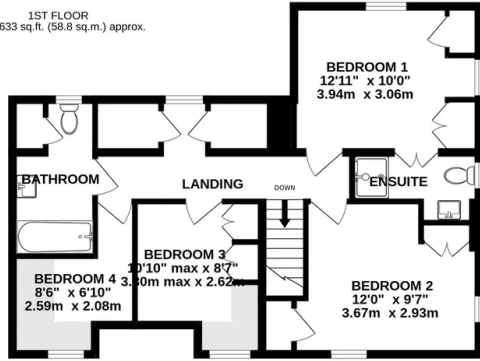 1ST FLOOR
633 sq.ft. (58.8 sq.m.) approx.
BEDROOM 1
12'11" x 10'0"
3.94m x 3.06m
BATHROOM
LANDING
DOWN
ENSUITE
BEDROOM 3
10'10" max x 8'7"
3.30m max x 2.62m
BEDROOM 4
8'6" x 6'10"
2.59m x 2.08m
BEDROOM 2
12'0" x 9'7"
3.67m x 2.93m